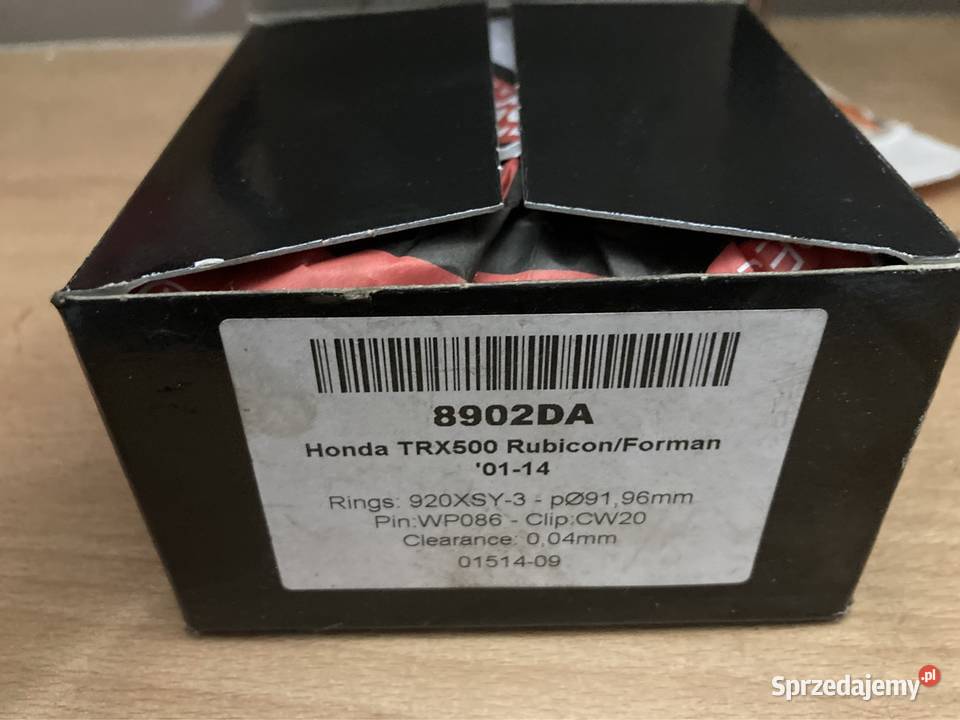 8902DA
Honda TRX500 Rubicon/Forman
'01-14
Rings: 920XSY-3 - pØ91,96mm
Pin:WP086 - Clip:CW20
Clearance: 0,04mm
01514-09
Sprzedajemy.pl